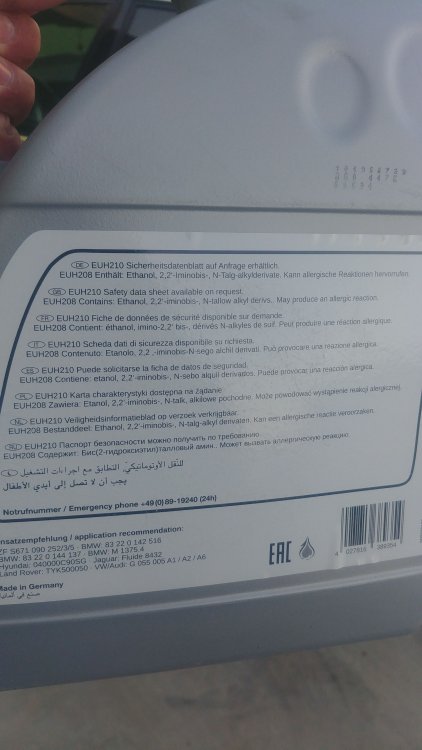 DE EUH210 Sicherheitsdatenblatt auf Anfrage erhältlich.
EUH208 Enthält: Ethanol, 2,2'-Iminobis-, N-Talg-alkylderivate. Kann allergische Reaktionen hervorrufen.
GB EUH210 Safety data sheet available on request.
EUH208 Contains: Ethanol, 2,2'-iminobis-, N-tallow alkyl derivs.. May produce an allergic reaction.
FR EUH210 Fiche de données de sécurité disponible sur demande.
EUH208 Contient: éthanol, imino-2,2' bis-, dérivés N-alkyles de suif. Peut produire une réaction allergique.
IT EUH210 Scheda dati di sicurezza disponibile su richiesta.
EUH208 Contenuto: Etanolo, 2,2 ,-iminobis-N-sego alchil derivati. Può provocare una reazione allergica.
ES EUH210 Puede solicitarse la ficha de datos de seguridad.
EUH208 Contiene: etanol, 2,2'-iminobis-, N-sebo alquil derivados. Puede provocar una reacción alérgica.
PL EUH210 Karta charakterystyki dostępna na żądanie
EUH208 Zawiera: Etanol, 2,2'-iminobis-, N-talk, alkilowe pochodne. Może powodować wystąpienie reakcji alergicznej.
NL EUH210 Veiligheidsinformatieblad op verzoek verkrijgbaar.
EUH208 Bestanddeel: Ethanol, 2,2'-iminobis-, N-talg-alkyl derivaten. Kan een allergische reactie veroorzaken.
RU EUH210 Паспорт безопасности можно получить по требованию
EUH208 Содержит: Бис(2-гидроксиэтил)талловый амин.. Может вызвать аллергическую реакцию.
للنقل الأوتوماتيكي, التطابق مع اجراءات التشغيل
يجب أن لا تصل إلى أيدي الأطفال
Notrufnummer / Emergency phone +49(0)89-19240 (24h)
nsatzempfehlung / application recommendation:
ZF S671 090 252/3/5 · BMW: 83 22 0 142 516
BMW: 83 22 0 144 137 · BMW: M 1375.4
Hyundai: 040000C90SG · Jaguar: Fluide 8432
Land Rover: TYK500050 · VW/Audi: G 055 005 A1 / A2 / A6
Made in Germany
صنع في ألمانيا
EAC